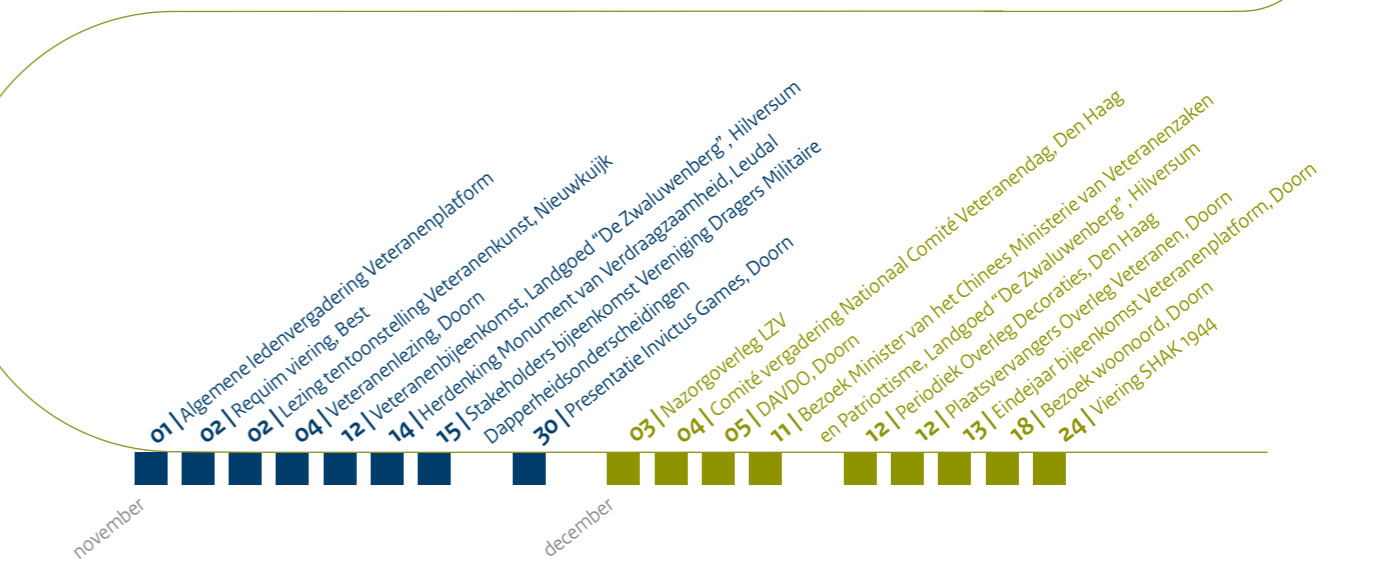 01 | Algemene ledenvergadering Veteranenplatform
02 | Requim viering, Best
02 | Lezing tentoonstelling Veteranenkunst, Nieuwkuijk
04 | Veteranenlezing, Doorn
12 | Veteranenbijeenkomst, Landgoed “De Zwaluwenberg”, Hilversum
14 | Herdenking Monument van Verdraagzaamheid, Leudal
15 | Stakeholders bijeenkomst Vereniging Dragers Militaire
Dapperheidsonderscheidingen
30 | Presentatie Invictus Games, Doorn
november
03 | Nazorgoverleg LZV
04 | Comité vergadering Nationaal Comité Veteranendag, Den Haag
05 | DAVDO, Doorn
11 | Bezoek Minister van het Chinees Ministerie van Veteranenzaken
en Patriottisme, Landgoed “De Zwaluwenberg”, Hilversum
12 | Periodiek Overleg Decoraties, Den Haag
12 | Plaatsvervangers Overleg Veteranen, Doorn
13 | Eindejaar bijeenkomst Veteranenplatform, Doorn
18 | Bezoek woonoord, Doorn
24 | Viering SHAK 1944
december